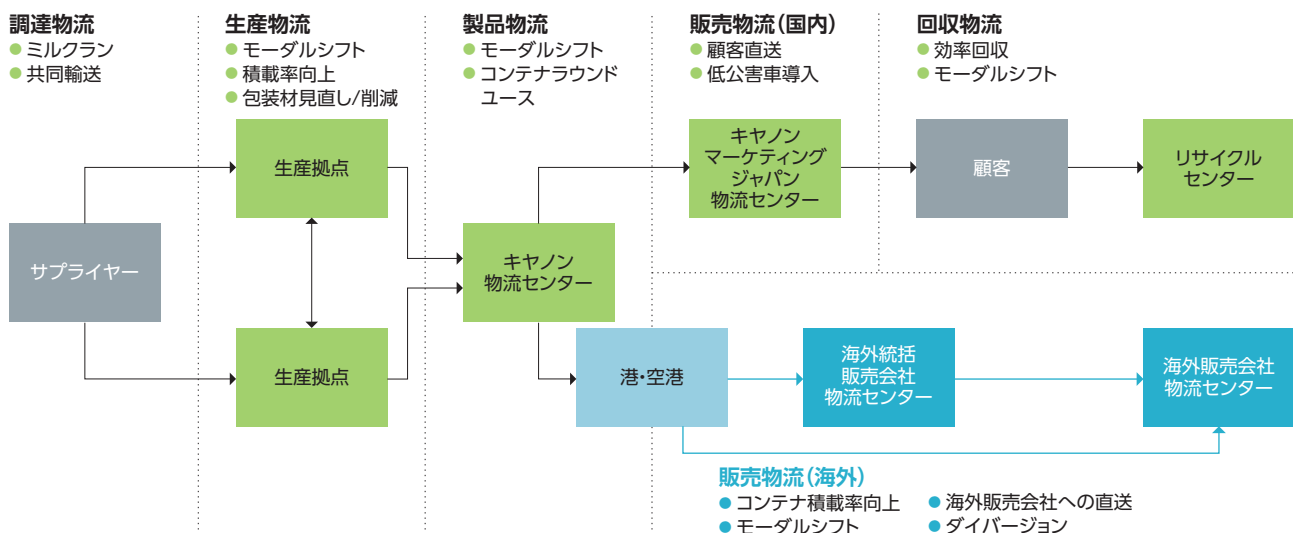 調達物流
● ミルクラン
● 共同輸送
生産物流
● モーダルシフト
● 積載率向上
● 包装材見直し/削減
製品物流
● モーダルシフト
● コンテナラウンド
ユース
販売物流(国内)
● 顧客直送
● 低公害車導入
回収物流
● 効率回収
● モーダルシフト
サプライヤー
生産拠点
生産拠点
キヤノン
物流センター
キヤノン
マーケティング
ジャパン
物流センター
顧客
リサイクル
センター
港・空港
海外統括
販売会社
物流センター
海外販売会社
物流センター
販売物流(海外)
● コンテナ積載率向上
● モーダルシフト
● 海外販売会社への直送
● ダイバージョン